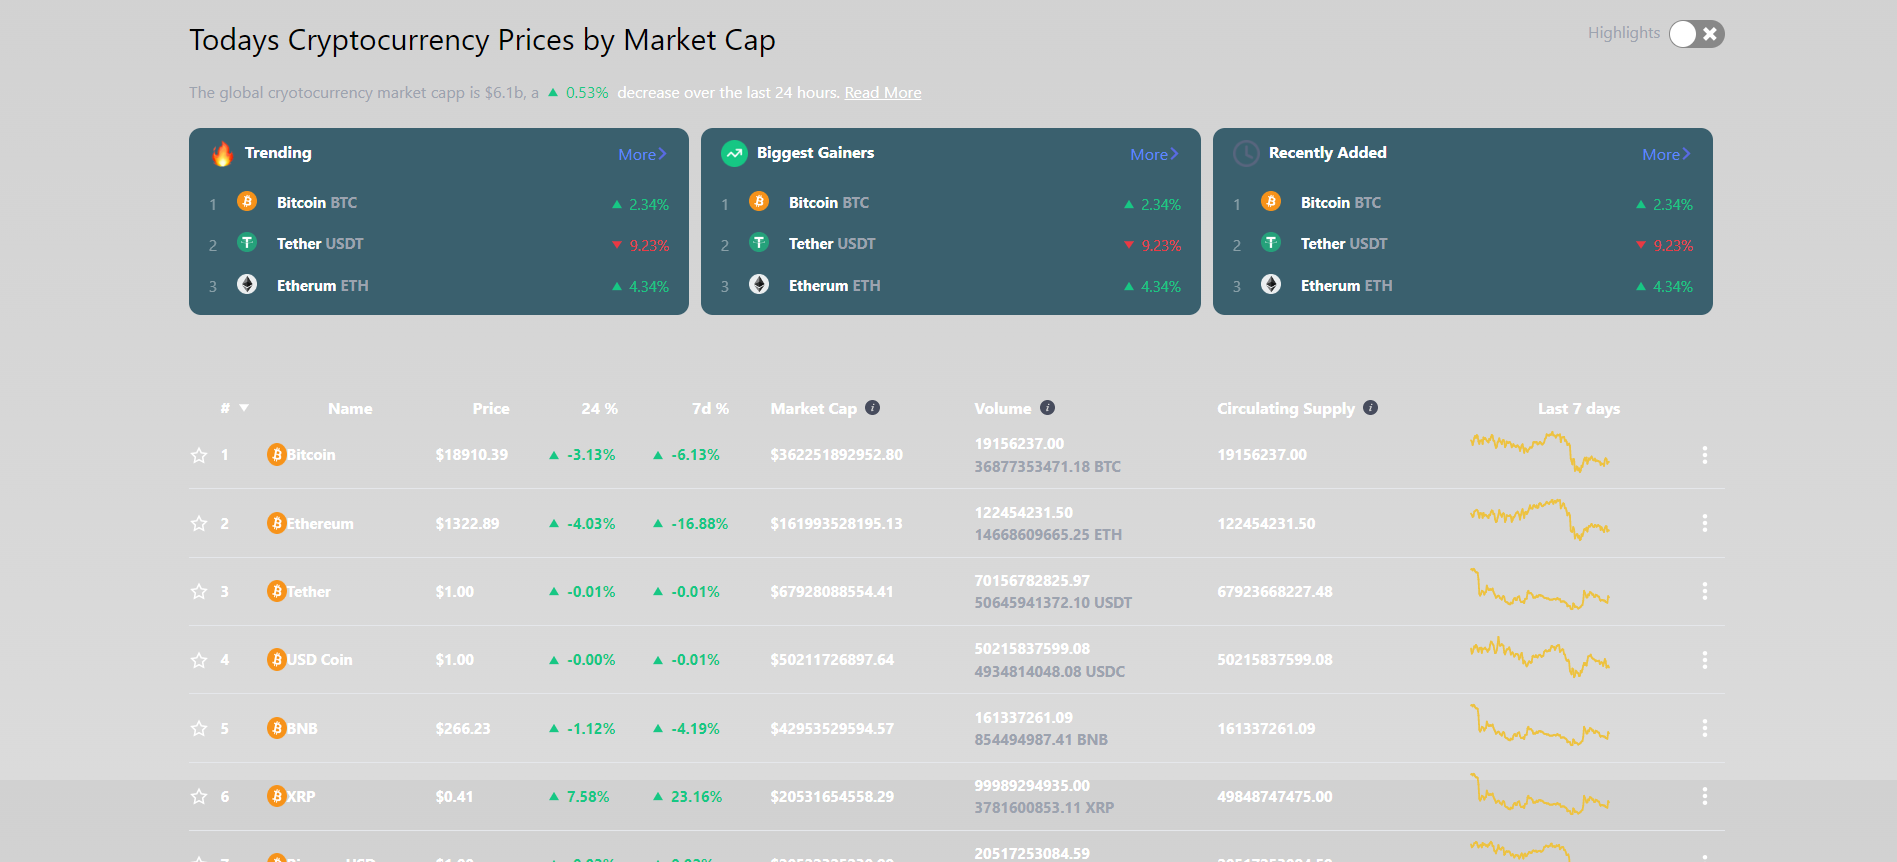 Todays Cryptocurrency Prices by Market Cap
Highlights
The global cryotocurrency market capp is $6.1b, a 0.53% decrease over the last 24 hours. Read More
Trending More
1 Bitcoin BTC 2.34%
2 Tether USDT 9.23%
3 Etherum ETH 4.34%
Biggest Gainers More
1 Bitcoin BTC 2.34%
2 Tether USDT 9.23%
3 Etherum ETH 4.34%
Recently Added More
1 Bitcoin BTC 2.34%
2 Tether USDT 9.23%
3 Etherum ETH 4.34%
# Name Price 24 % 7d % Market Cap Volume Circulating Supply Last 7 days
1 Bitcoin $18910.39 -3.13% -6.13% $362251892952.80 19156237.00 19156237.00
36877353471.18 BTC
2 Ethereum $1322.89 -4.03% -16.88% $161993528195.13 122454231.50 122454231.50
14668609665.25 ETH
3 Tether $1.00 -0.01% -0.01% $67928088554.41 70156782825.97 67923668227.48
50645941372.10 USDT
4 USD Coin $1.00 -0.00% -0.01% $50211726897.64 50215837599.08 50215837599.08
4934814048.08 USDC
5 BNB $266.23 -1.12% -4.19% $42953529594.57 161337261.09 161337261.09
854494987.41 BNB
6 XRP $0.41 7.58% 23.16% $20531654558.29 99989294935.00 49848747475.00
3781600853.11 XRP
20517253084.59